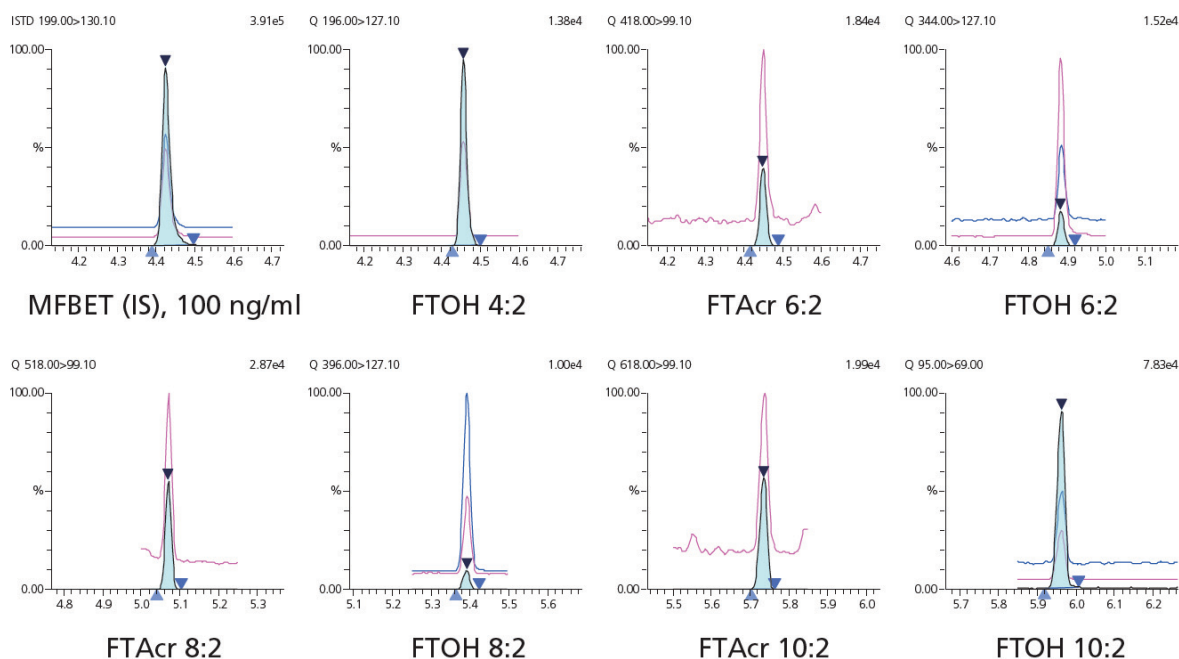 ISTD 199.00>130.10 3.91e5
100.00
%
0.00
4.2 4.3 4.4 4.5 4.6 4.7
MFBET (IS), 100 ng/ml
Q 196.00>127.10 1.38e4
100.00
%
0.00
4.2 4.3 4.4 4.5 4.6 4.7
FTOH 4:2
Q 418.00>99.10 1.84e4
100.00
%
0.00
4.2 4.3 4.4 4.5 4.6 4.7
FTAcr 6:2
Q 344.00>127.10 1.52e4
100.00
%
0.00
4.6 4.7 4.8 4.9 5.0 5.1
FTOH 6:2
Q 518.00>99.10 2.87e4
100.00
%
0.00
4.8 4.9 5.0 5.1 5.2 5.3
FTAcr 8:2
Q 396.00>127.10 1.00e4
100.00
%
0.00
5.1 5.2 5.3 5.4 5.5 5.6
FTOH 8:2
Q 618.00>99.10 1.99e4
100.00
%
0.00
5.5 5.6 5.7 5.8 5.9 6.0
FTAcr 10:2
Q 95.00>69.00 7.83e4
100.00
%
0.00
5.7 5.8 5.9 6.0 6.1 6.2
FTOH 10:2